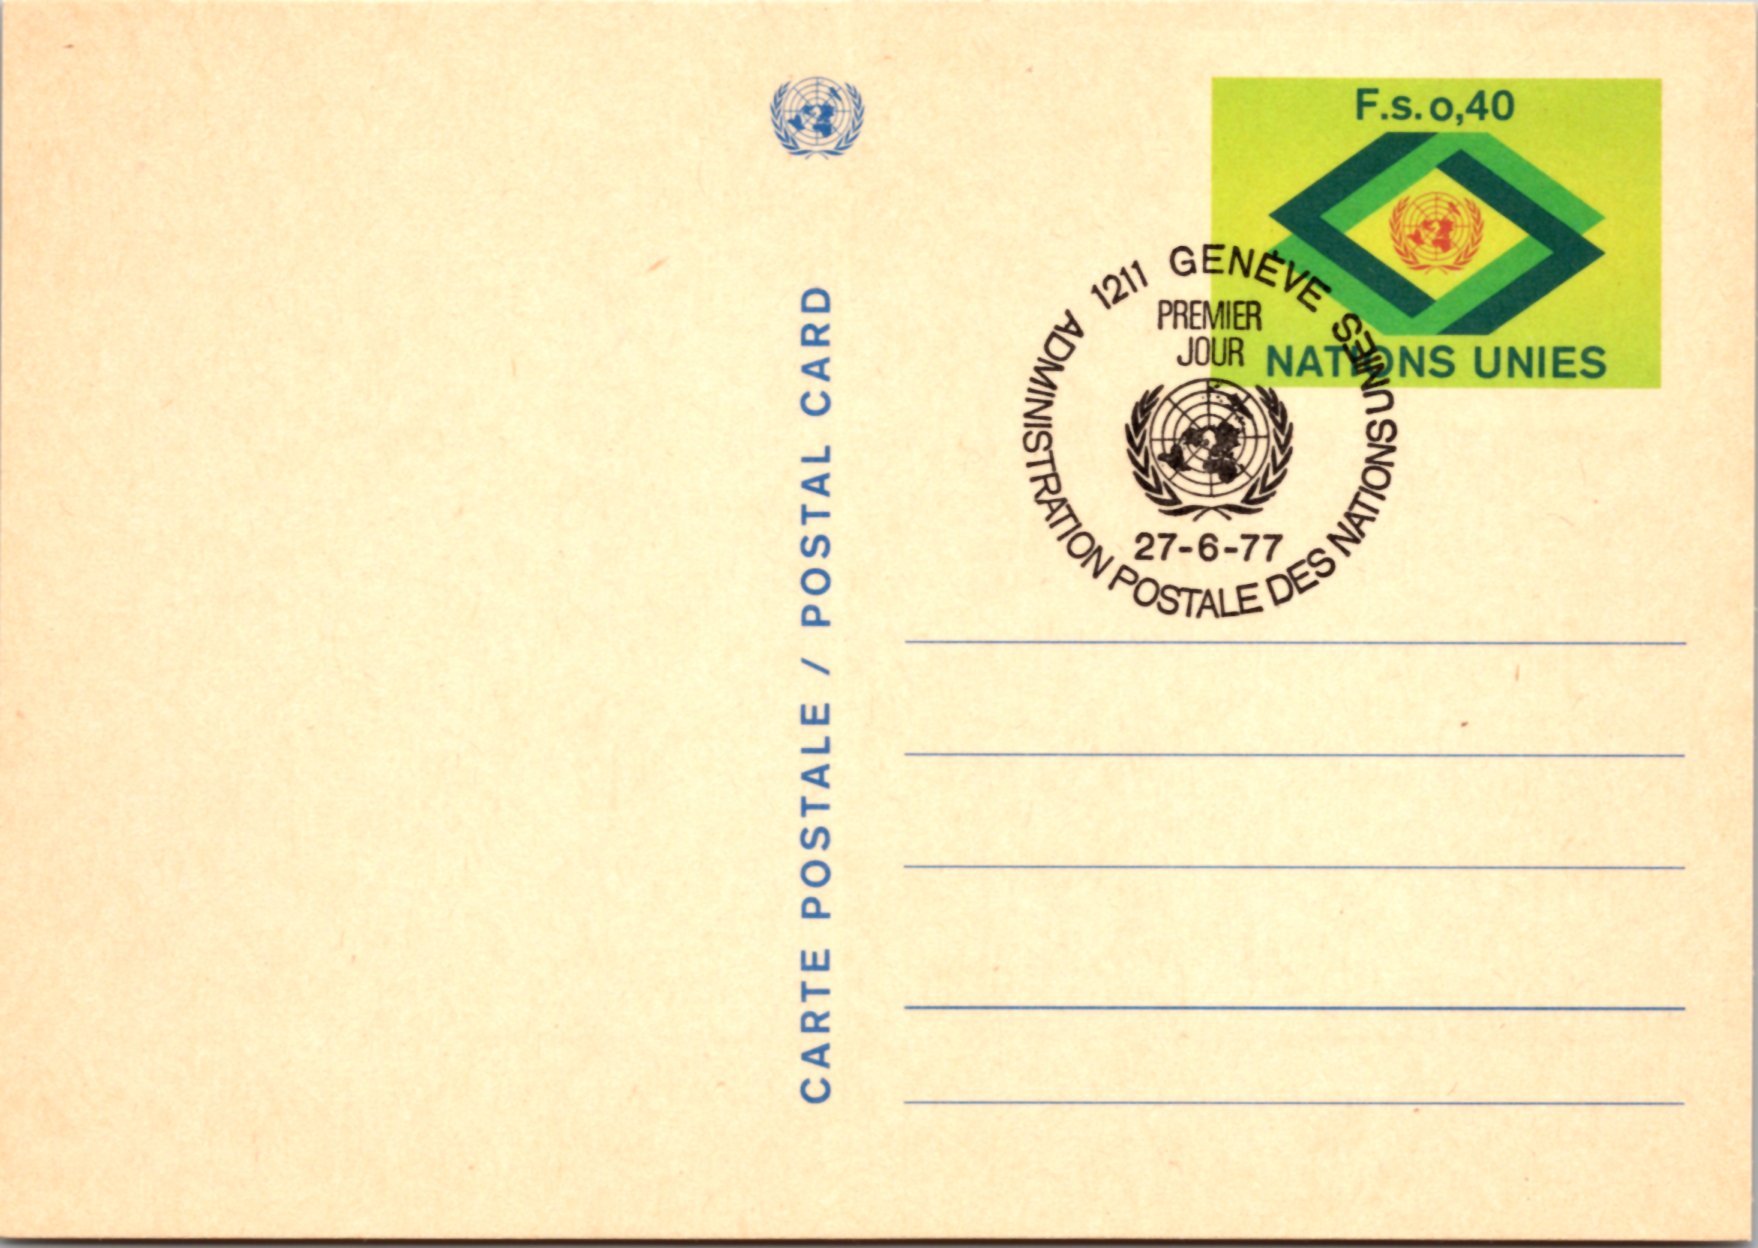 F.s. 0,40
NATIONS UNIES
1211 GENÈVE
PREMIER
JOUR
27-6-77
ADMINISTRATION POSTALE DES NATIONS UNIES
CARTE POSTALE / POSTAL CARD